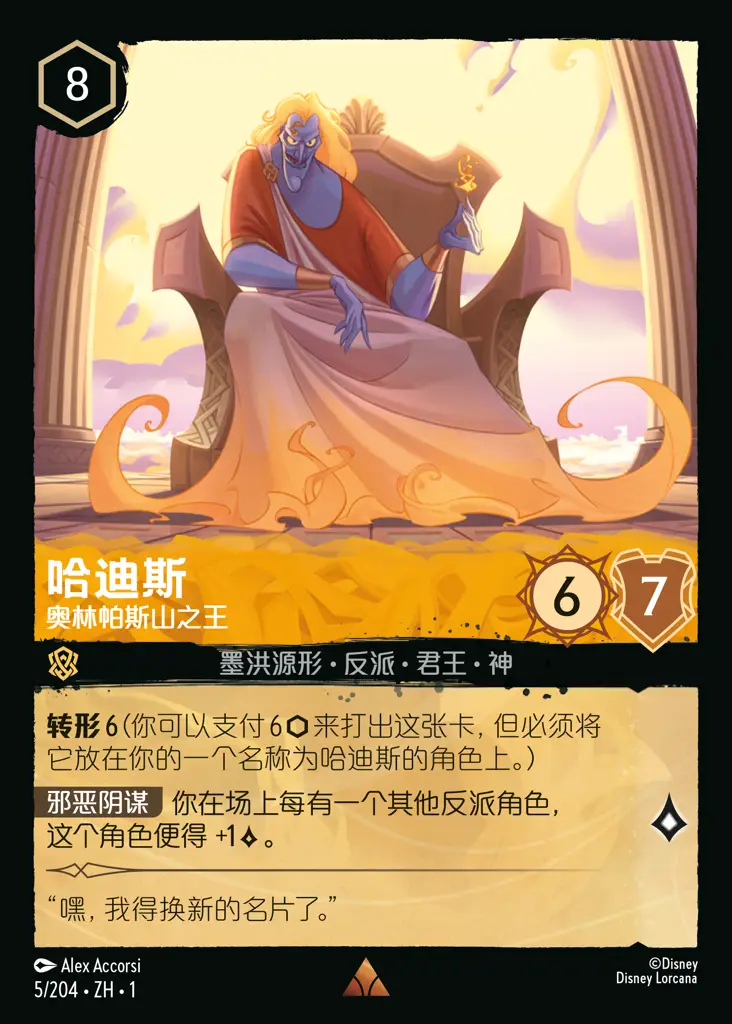 8
哈迪斯
奥林帕斯山之王
6
7
墨洪源形·反派·君王·神
转形6(你可以支付6⬡来打出这张卡,但必须将
它放在你的一个名称为哈迪斯的角色上。)
邪恶阴谋 你在场上每有一个其他反派角色,
这个角色便得 +1◆。
“嘿,我得换新的名片了。”
Alex Accorsi
©Disney
5/204 • ZH • 1
Disney Lorcana